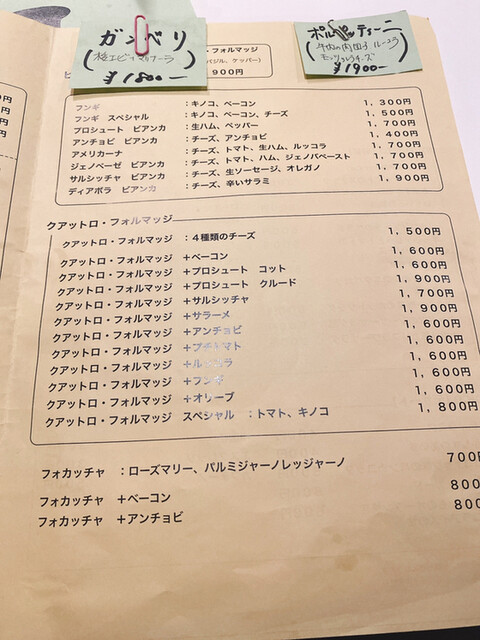 ガンベリ
¥1800ー
ポルペッティーニ
モッツァレラチーズ
¥1900ー
・フォルマッジ
(バジル、ケッパー)
900円
フンギ :キノコ、ベーコン 1,300円
フンギ スペシャル :キノコ、ベーコン、チーズ 1,500円
プロシュート ビアンカ :生ハム、ペッパー 1,700円
アンチョビ ビアンカ :チーズ、アンチョビ 1,400円
アメリカーナ :チーズ、トマト、生ハム、ルッコラ 1,700円
ジェノベーゼ ビアンカ :チーズ、トマト、ハム、ジェノバペースト 1,700円
サルシッチャ ビアンカ :チーズ、生ソーセージ、オレガノ 1,700円
ディアボラ ビアンカ :チーズ、辛いサラミ 1,900円
クアットロ・フォルマッジ
クアットロ・フォルマッジ :4種類のチーズ 1,500円
クアットロ・フォルマッジ +ベーコン 1,600円
クアットロ・フォルマッジ +プロシュート コット 1,600円
クアットロ・フォルマッジ +プロシュート クルード 1,900円
クアットロ・フォルマッジ +サルシッチャ 1,700円
クアットロ・フォルマッジ +サラーメ 1,900円
クアットロ・フォルマッジ +アンチョビ 1,600円
クアットロ・フォルマッジ +プチトマト 1,600円
クアットロ・フォルマッジ +ルッコラ 1,600円
クアットロ・フォルマッジ +フンギ 1,600円
クアットロ・フォルマッジ +オリーブ 1,600円
クアットロ・フォルマッジ スペシャル :トマト、キノコ 1,800円
フォカッチャ :ローズマリー、パルミジャーノレッジャーノ 700円
フォカッチャ +ベーコン 800
フォカッチャ +アンチョビ 800